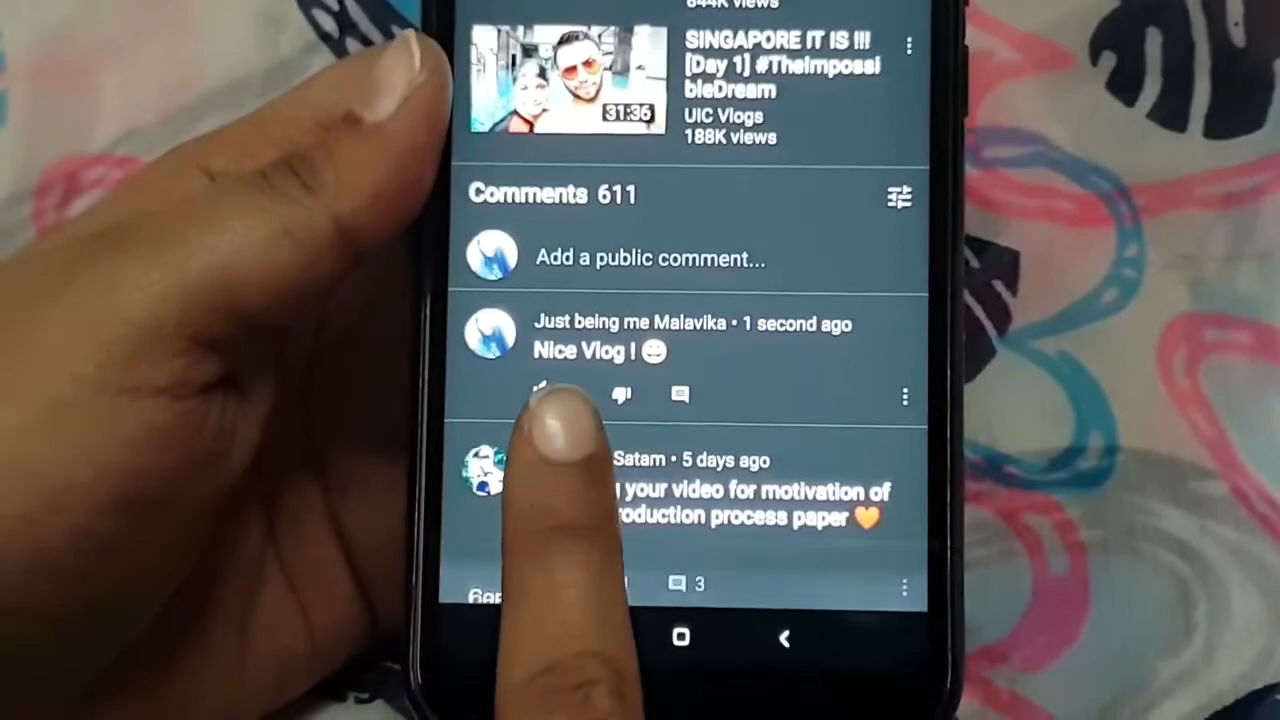 644K views
SINGAPORE IT IS !!!
[Day 1] #TheImpossi
bleDream
31:36
UIC Vlogs
188K views
Comments 611
Add a public comment...
Just being me Malavika • 1 second ago
Nice Vlog ! 😀
Satam • 5 days ago
your video for motivation of
roduction process paper 🧡
3